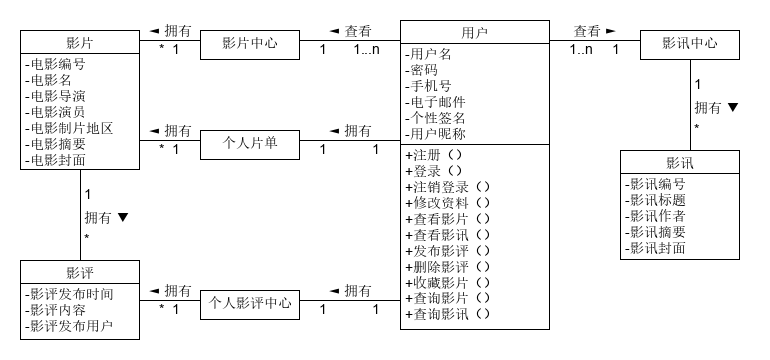 影片
-电影编号
-电影名
-电影导演
-电影演员
-电影制片地区
-电影摘要
-电影封面
◄ 拥有
* 1
影片中心
◄ 查看
1 1...n
用户
-用户名
-密码
-手机号
-电子邮件
-个性签名
-用户昵称
+注册（）
+登录（）
+注销登录（）
+修改资料（）
+查看影片（）
+查看影讯（）
+发布影评（）
+删除影评（）
+收藏影片（）
+查询影片（）
+查询影讯（）
查看 ►
1..n 1
影讯中心
1
拥有 ▼
*
影讯
-影讯编号
-影讯标题
-影讯作者
-影讯摘要
-影讯封面
◄ 拥有
* 1
个人片单
◄ 拥有
1 1
1
拥有 ▼
*
影评
-影评发布时间
-影评内容
-影评发布用户
◄ 拥有
* 1
个人影评中心
◄ 拥有
1 1